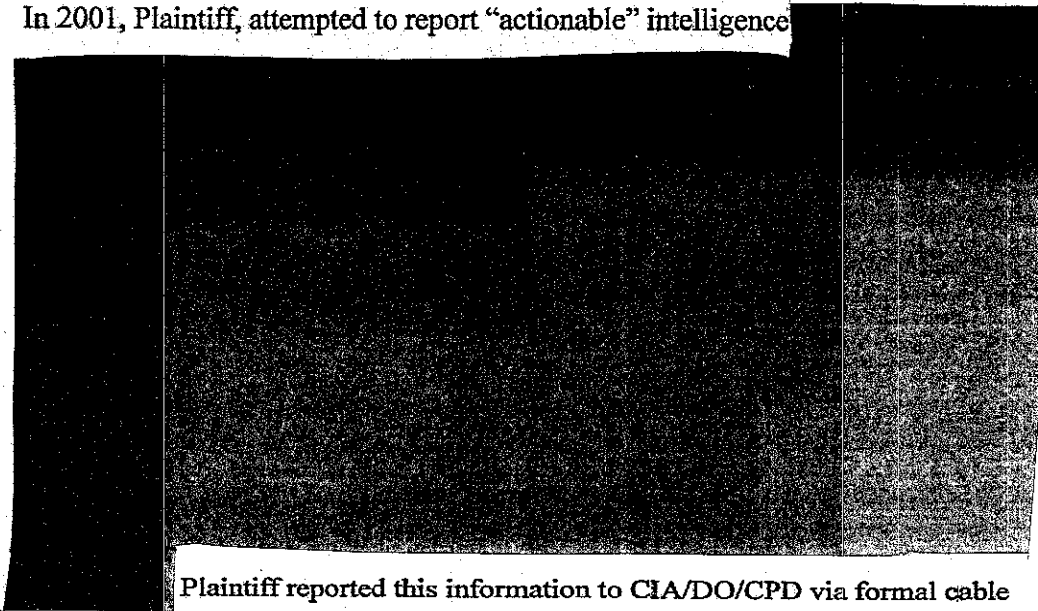 In 2001, Plaintiff, attempted to report “actionable” intelligence
Plaintiff reported this information to CIA/DO/CPD via formal cable